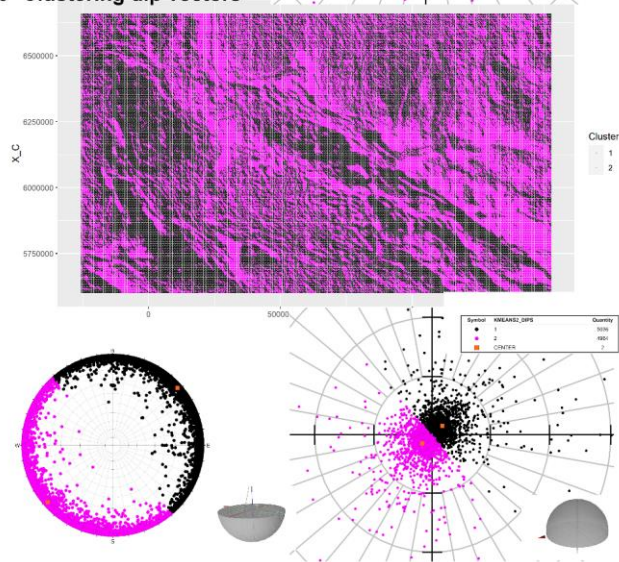 clustering dip vectors
6500000
6250000
6000000
5750000
X_C
0
50000
Cluster
1
2
Symbol KMEANS2_DIPS Quantity
1
2
CENTER 2
W
E
S